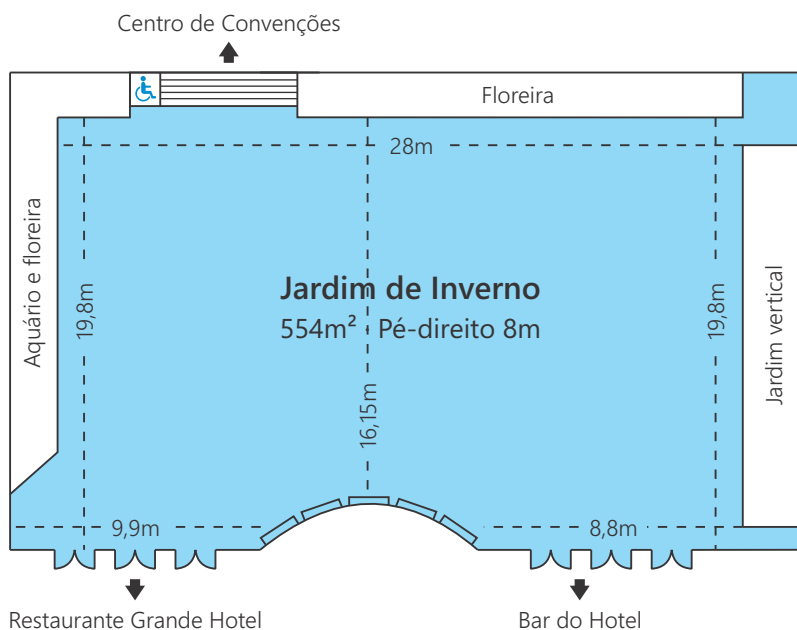 Centro de Convenções
Floreira
28m
Aquário e floreira
19,8m
Jardim de Inverno
554m² - Pé-direito 8m
16,15m
19,8m
Jardim vertical
9,9m
8,8m
Restaurante Grande Hotel
Bar do Hotel